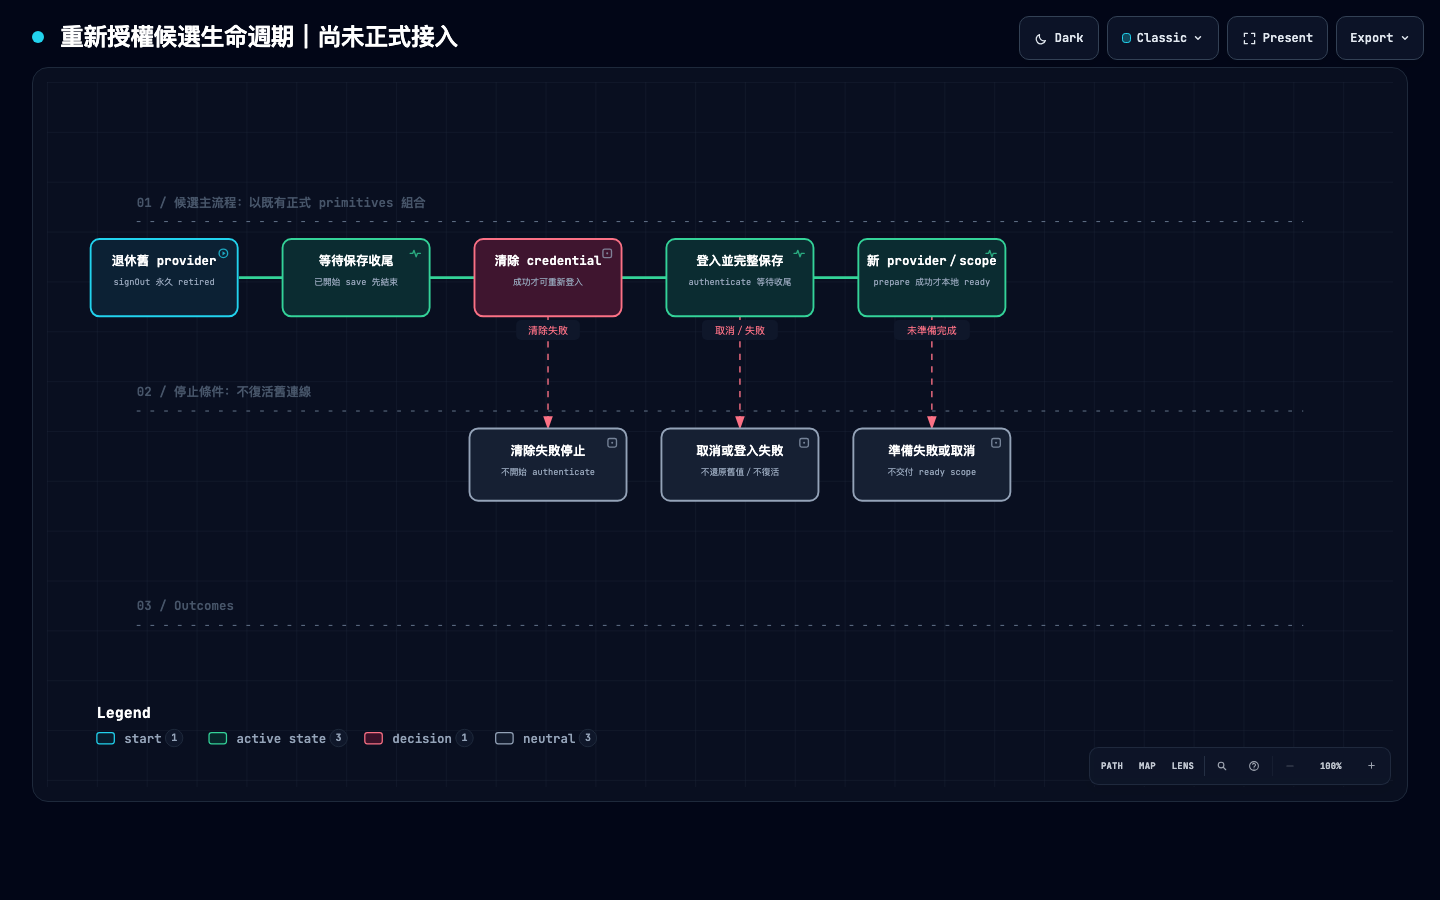 重新授權候選生命週期｜尚未正式接入
Dark
Classic
Present
Export
01 / 候選主流程：以既有正式 primitives 組合
退休舊 provider
signOut 永久 retired
等待保存收尾
已開始 save 先結束
清除 credential
成功才可重新登入
登入並完整保存
authenticate 等待收尾
新 provider／scope
prepare 成功才本地 ready
清除失敗
取消／失敗
未準備完成
02 / 停止條件：不復活舊連線
清除失敗停止
不開始 authenticate
取消或登入失敗
不還原舊值／不復活
準備失敗或取消
不交付 ready scope
03 / Outcomes
Legend
start 1
active state 3
decision 1
neutral 3
PATH MAP LENS − 100% +